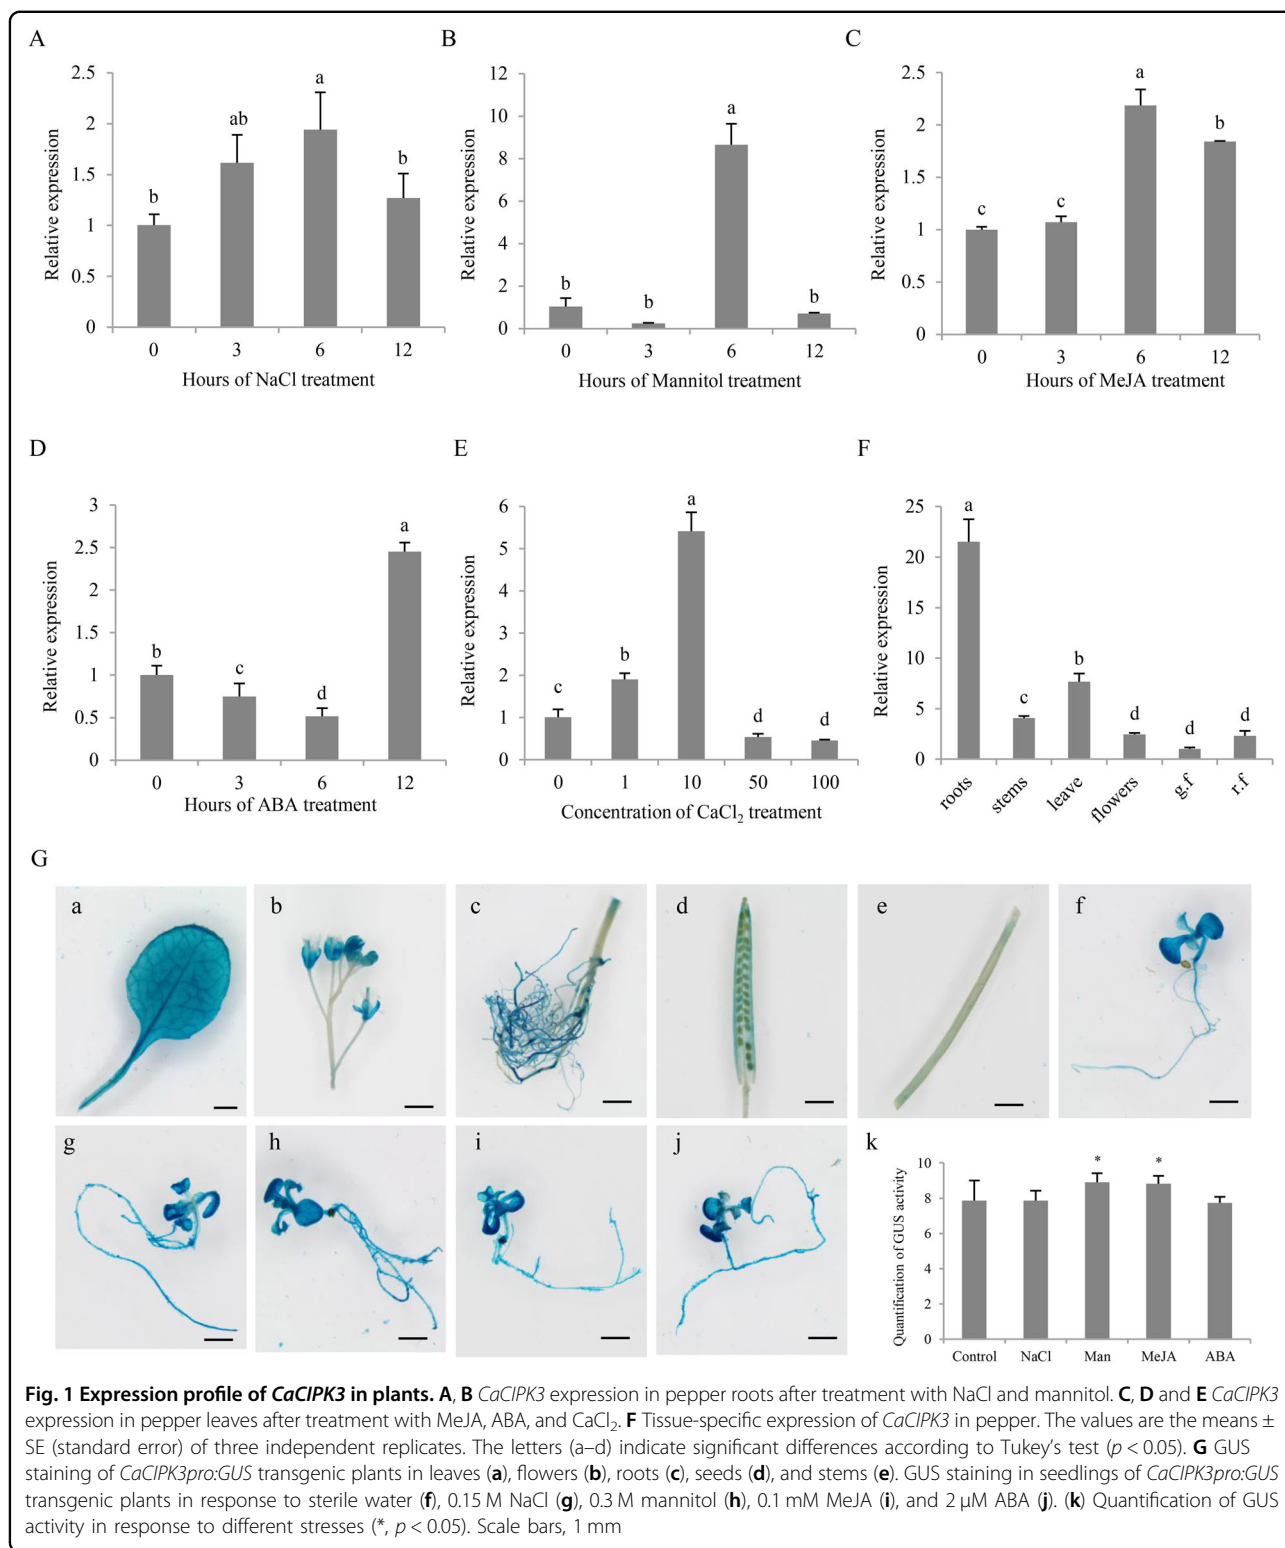 A
2.5
2
1.5
1
0.5
0
Relative expression
b
ab
a
b
0 3 6 12
Hours of NaCl treatment
B
12
10
8
6
4
2
0
Relative expression
b
b
a
b
0 3 6 12
Hours of Mannitol treatment
C
2.5
2
1.5
1
0.5
0
Relative expression
c
c
a
b
0 3 6 12
Hours of MeJA treatment
D
3
2.5
2
1.5
1
0.5
0
Relative expression
b
c
d
a
0 3 6 12
Hours of ABA treatment
E
6
5
4
3
2
1
0
Relative expression
c
b
a
d
d
0 1 10 50 100
Concentration of CaCl₂ treatment
F
25
20
15
10
5
0
Relative expression
a
c
b
d
d
d
roots
stems
leave
flowers
g.f
r.f
G
a
b
c
d
e
f
g
h
i
j
k
10
8
6
4
2
0
Quantification of GUS activity
*
*
Control NaCl Man MeJA ABA
Fig. 1 Expression profile of CaCIPK3 in plants. A, B CaCIPK3 expression in pepper roots after treatment with NaCl and mannitol. C, D and E CaCIPK3
expression in pepper leaves after treatment with MeJA, ABA, and CaCl₂. F Tissue-specific expression of CaCIPK3 in pepper. The values are the means ±
SE (standard error) of three independent replicates. The letters (a–d) indicate significant differences according to Tukey's test (p < 0.05). G GUS
staining of CaCIPK3pro:GUS transgenic plants in leaves (a), flowers (b), roots (c), seeds (d), and stems (e). GUS staining in seedlings of CaCIPK3pro:GUS
transgenic plants in response to sterile water (f), 0.15 M NaCl (g), 0.3 M mannitol (h), 0.1 mM MeJA (i), and 2 μM ABA (j). (k) Quantification of GUS
activity in response to different stresses (*, p < 0.05). Scale bars, 1 mm